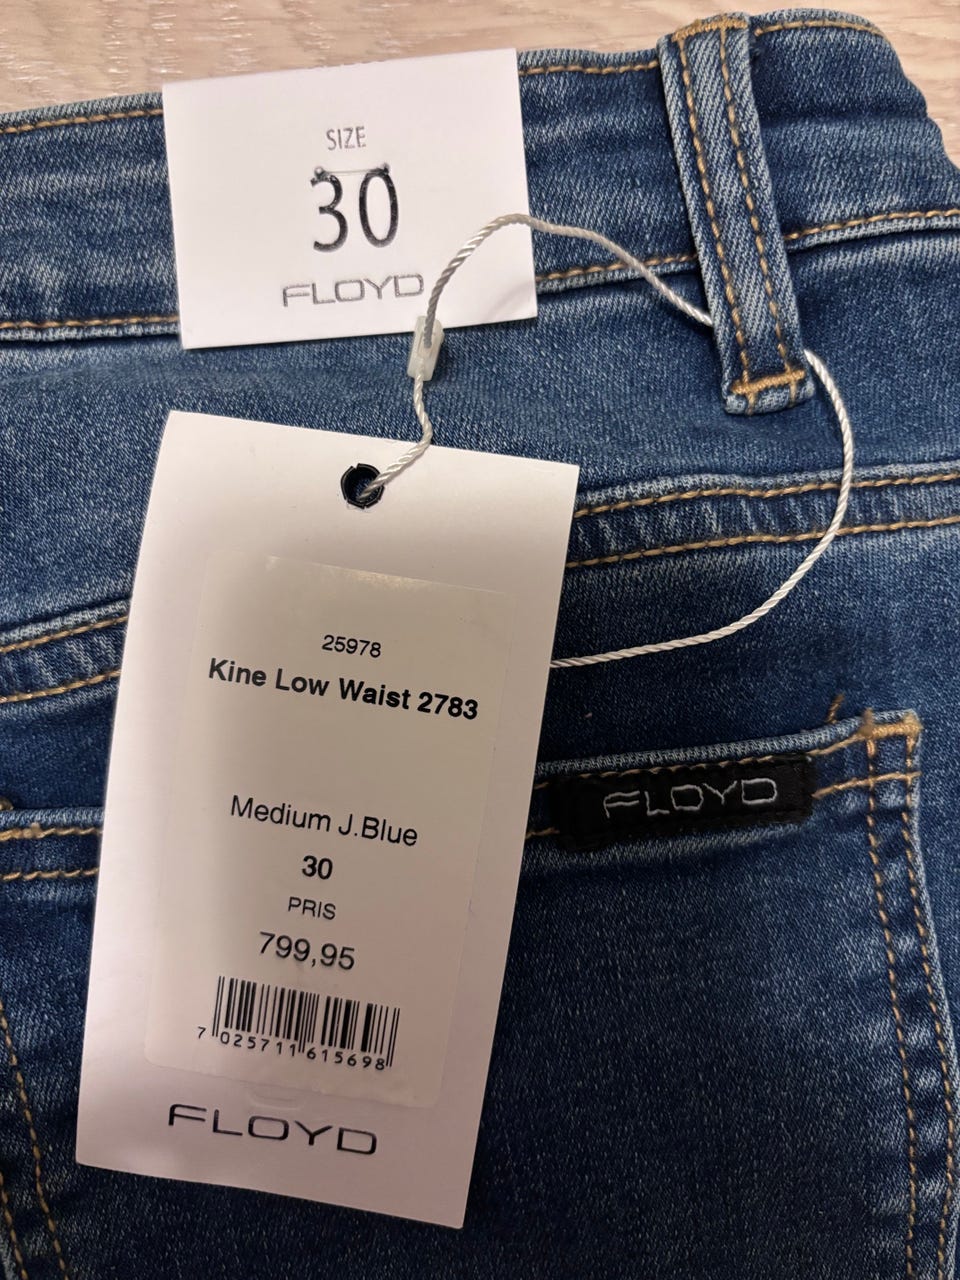 SIZE
30
FLOYD
25978
Kine Low Waist 2783
Medium J.Blue
30
PRIS
799,95
7 025711 615698
FLOYD
FLOYD